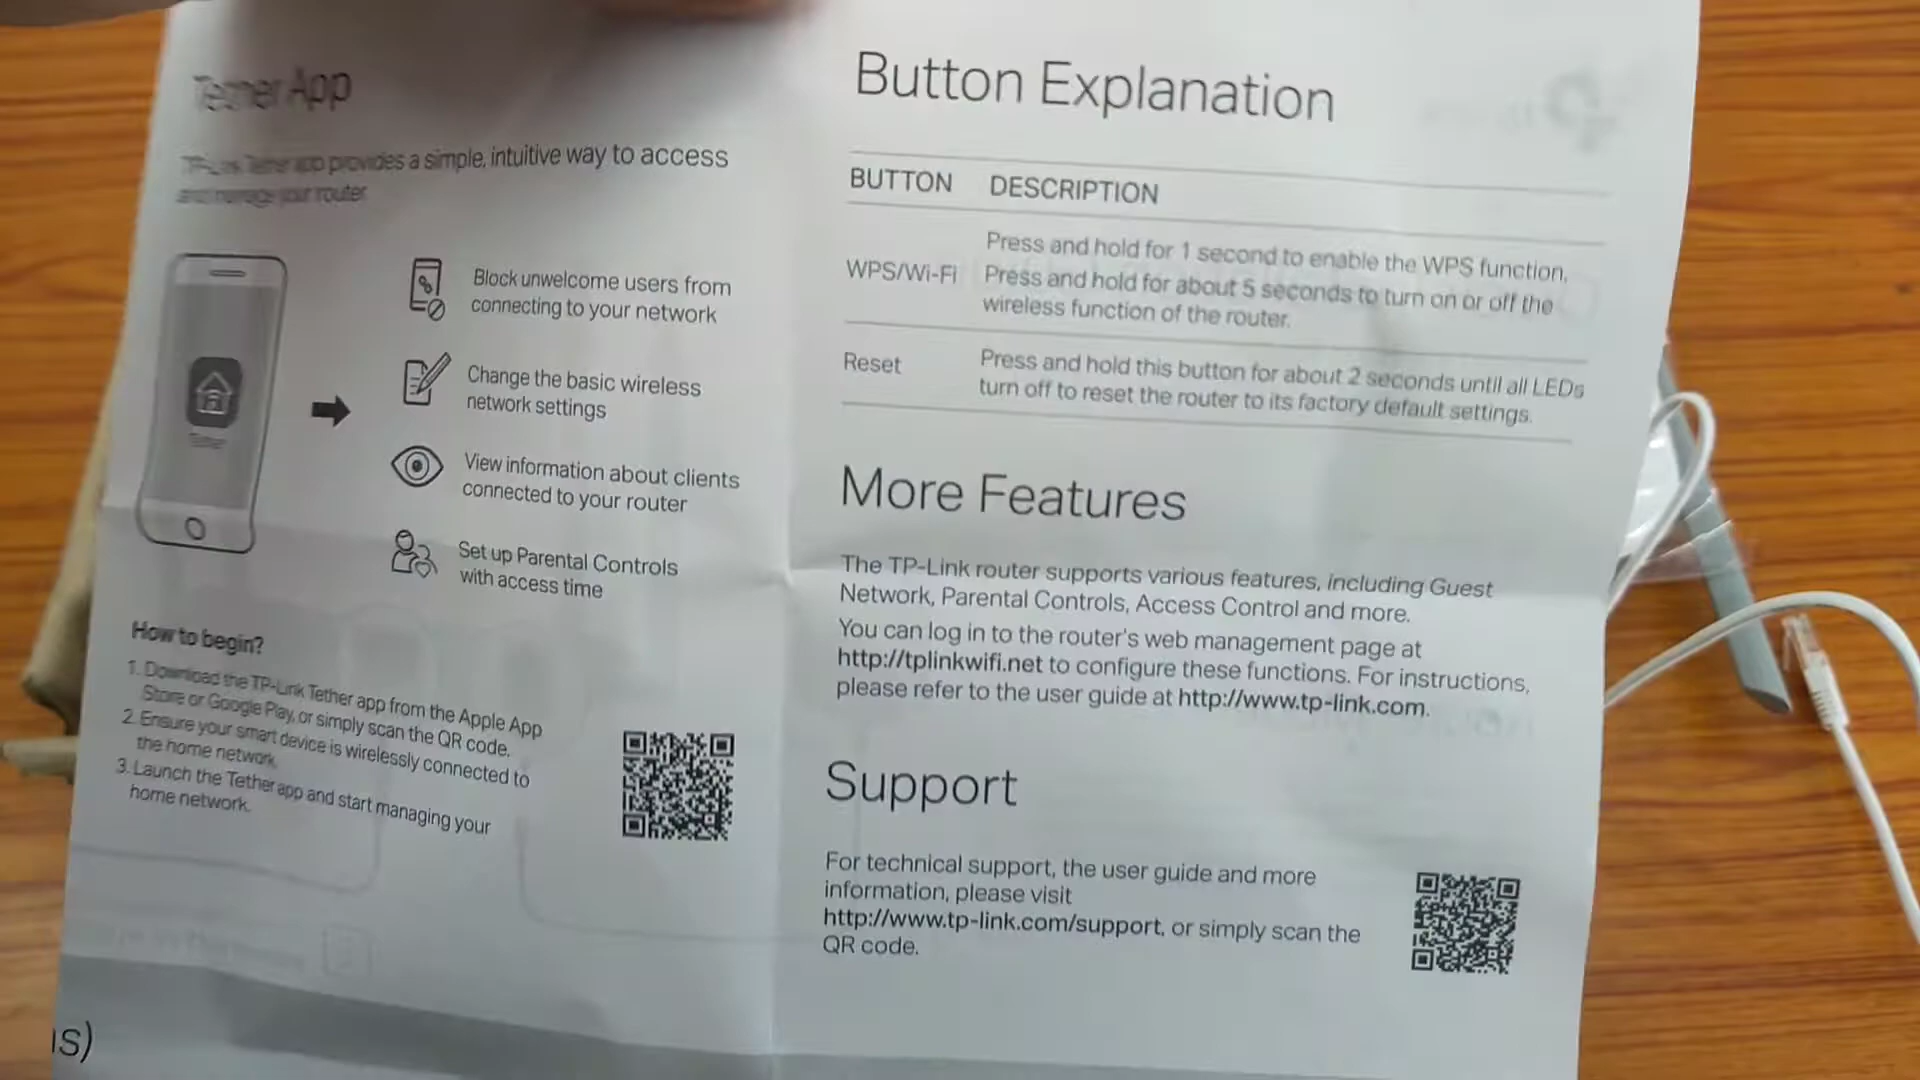 Tether App
TP-Link Tether app provides a simple, intuitive way to access
and manage your router.
Tether
Block unwelcome users from
connecting to your network
Change the basic wireless
network settings
View information about clients
connected to your router
Set up Parental Controls
with access time
How to begin?
1. Download the TP-Link Tether app from the Apple App
Store or Google Play, or simply scan the QR code.
2. Ensure your smart device is wirelessly connected to
the home network.
3. Launch the Tether app and start managing your
home network.
Button Explanation
BUTTON DESCRIPTION
Press and hold for 1 second to enable the WPS function.
WPS/Wi-Fi Press and hold for about 5 seconds to turn on or off the
wireless function of the router.
Reset Press and hold this button for about 2 seconds until all LEDs
turn off to reset the router to its factory default settings.
More Features
The TP-Link router supports various features, including Guest
Network, Parental Controls, Access Control and more.
You can log in to the router's web management page at
http://tplinkwifi.net to configure these functions. For instructions,
please refer to the user guide at http://www.tp-link.com.
Support
For technical support, the user guide and more
information, please visit
http://www.tp-link.com/support, or simply scan the
QR code.